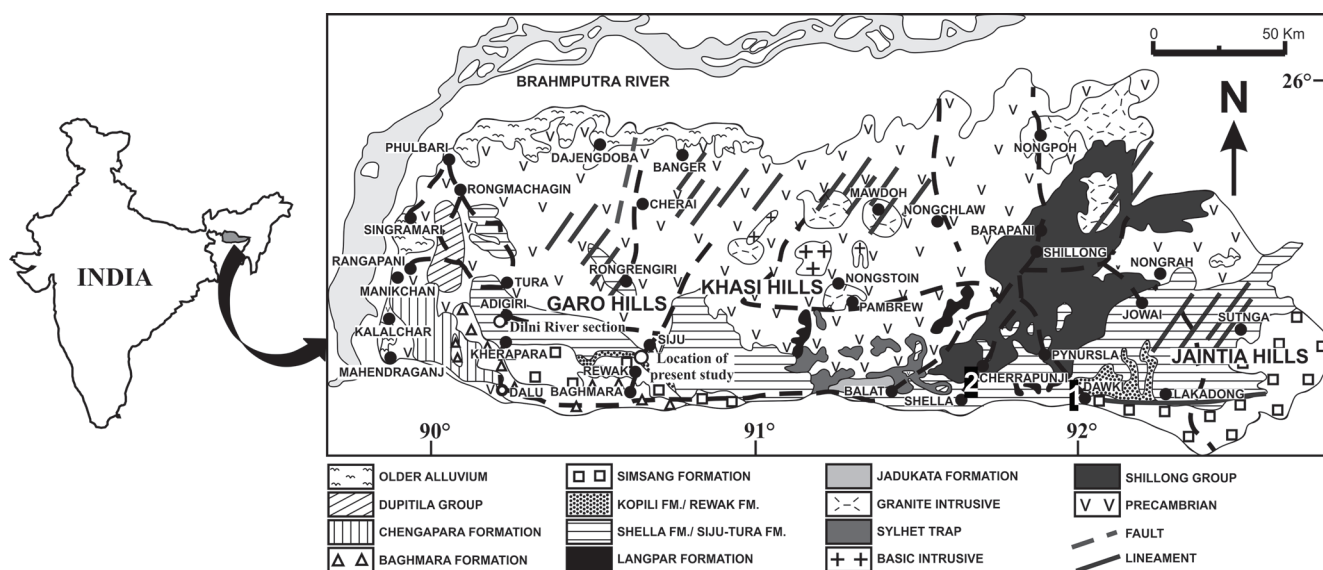 0 50 Km
BRAHMPUTRA RIVER
26°
N
PHULBARI
DAJENGDOBA
BANGER
NONGPOH
RONGMACHAGIN
CHERAI
MAWDOH
NONGCHLAW
SINGRAMARI
BARAPANI
SHILLONG
RANGAPANI
TURA
RONGRENGIRI
KHASI HILLS
NONGSTOIN
NONGRAH
MANIKCHAN
ADIGIRI
GARO HILLS
PAMBREW
JOWAI
SUTNGA
INDIA
KALALCHAR
Dilni River section
SIJU
KHERAPARA
Location of
present study
PYNURSLA
JAINTIA HILLS
MAHENDRAGANJ
REWAK
2
CHERRAPUNJI
DALU
BAGHMARA
BALAT
SHELLA
1
DAWK
LAKADONG
90°
91°
92°
OLDER ALLUVIUM
DUPITILA GROUP
CHENGAPARA FORMATION
BAGHMARA FORMATION
SIMSANG FORMATION
KOPILI FM./ REWAK FM.
SHELLA FM./ SIJU-TURA FM.
LANGPAR FORMATION
JADUKATA FORMATION
GRANITE INTRUSIVE
SYLHET TRAP
BASIC INTRUSIVE
SHILLONG GROUP
PRECAMBRIAN
FAULT
LINEAMENT